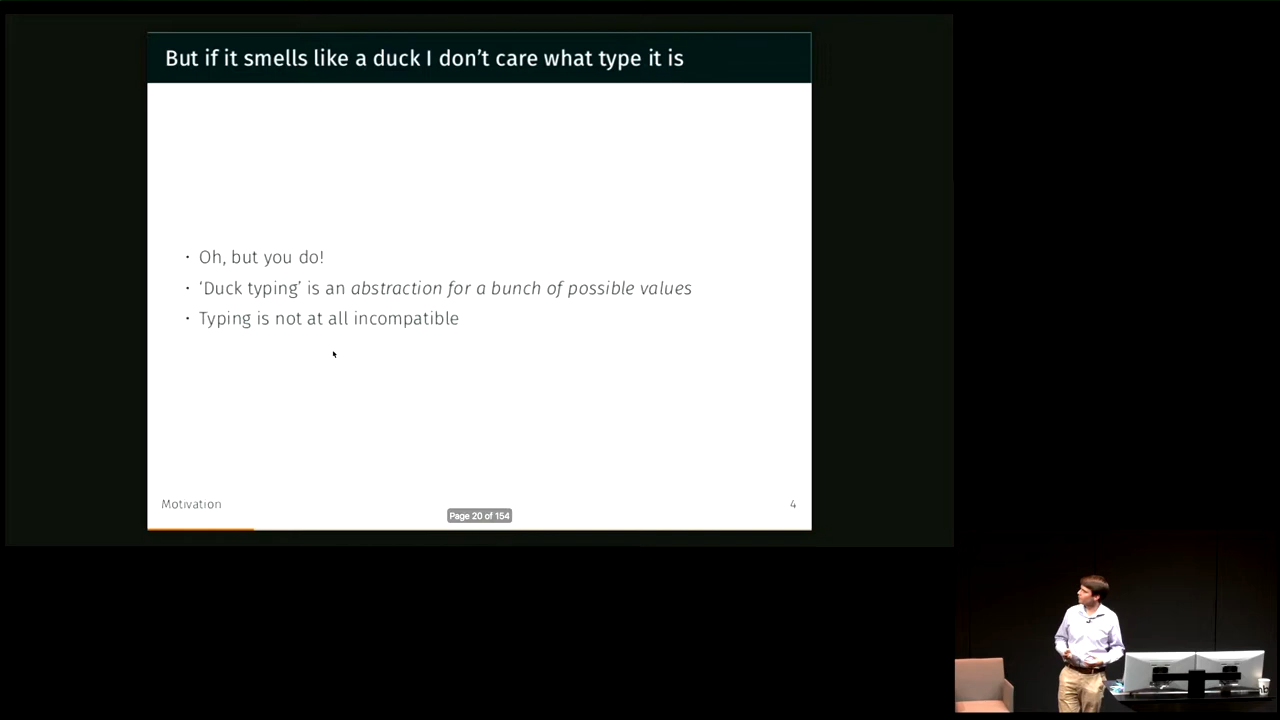 But if it smells like a duck I don’t care what type it is
· Oh, but you do!
· ‘Duck typing’ is an abstraction for a bunch of possible values
· Typing is not at all incompatible
Motivation
Page 20 of 154
4